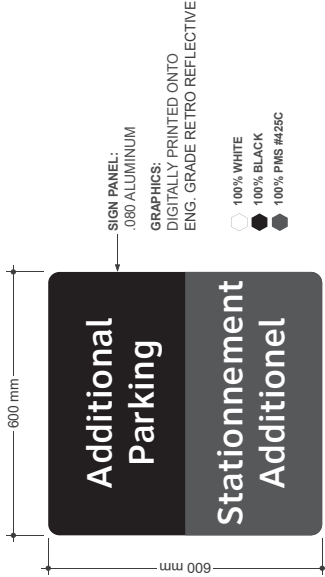 600 mm
600 mm
Additional
Parking
Stationnement
Additionel
SIGN PANEL:
.080 ALUMINUM
GRAPHICS:
DIGITALLY PRINTED ONTO
ENG. GRADE RETRO REFLECTIVE
100% WHITE
100% BLACK
100% PMS #425C